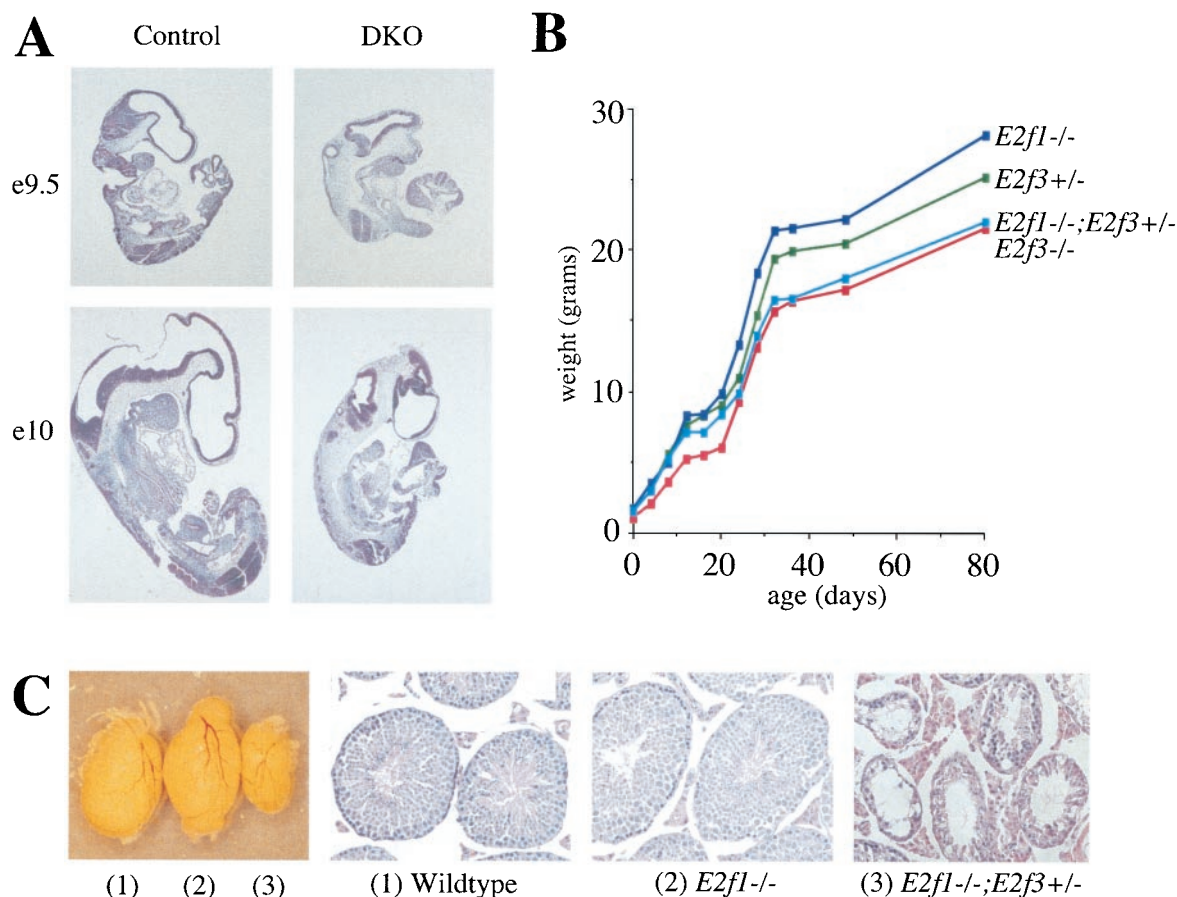 A
Control
DKO
e9.5
e10
B
30
20
10
0
weight (grams)
0
20
40
60
80
age (days)
E2f1-/-
E2f3+/-
E2f1-/-;E2f3+/-
E2f3-/-
C
(1)
(2)
(3)
(1) Wildtype
(2) E2f1-/-
(3) E2f1-/-;E2f3+/-